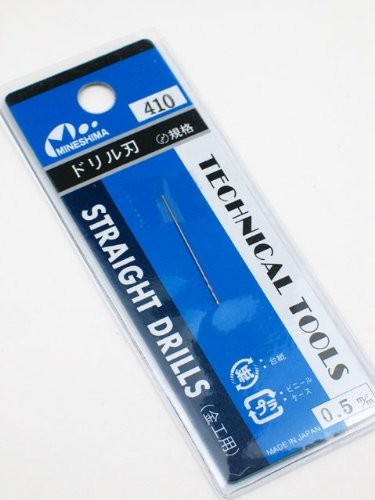 410
MINESHIMA
ドリル刃
規格
TECHNICAL TOOLS
STRAIGHT DRILLS
(金工用)
紙
:台紙
プラ
:ビニール
ケース
0.5 m/m
MADE IN JAPAN